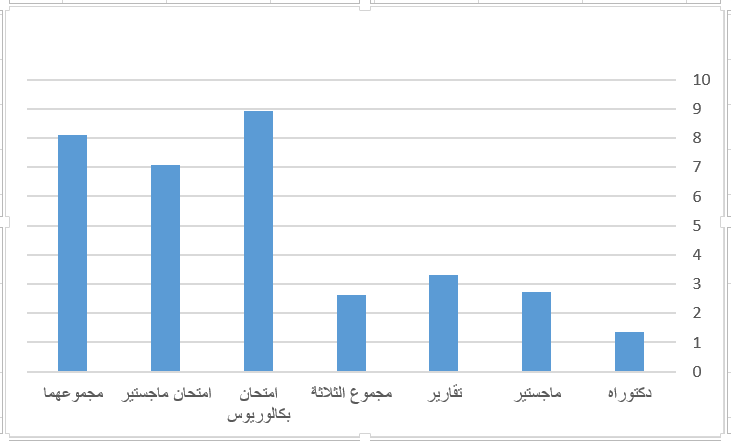 10
9
8
7
6
5
4
3
2
1
0
دكتوراه
ماجستير
تقارير
مجموع الثلاثة
امتحان
بكالوريوس
امتحان ماجستير
مجموعهما